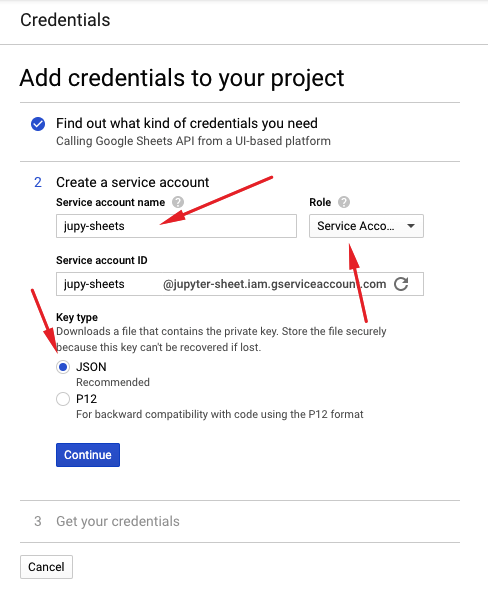 Credentials
Add credentials to your project
Find out what kind of credentials you need
Calling Google Sheets API from a UI-based platform
2 Create a service account
Service account name ? Role ?
jupy-sheets Service Acco...
Service account ID
jupy-sheets @jupyter-sheet.iam.gserviceaccount.com
Key type
Downloads a file that contains the private key. Store the file securely
because this key can't be recovered if lost.
JSON
Recommended
P12
For backward compatibility with code using the P12 format
Continue
3 Get your credentials
Cancel